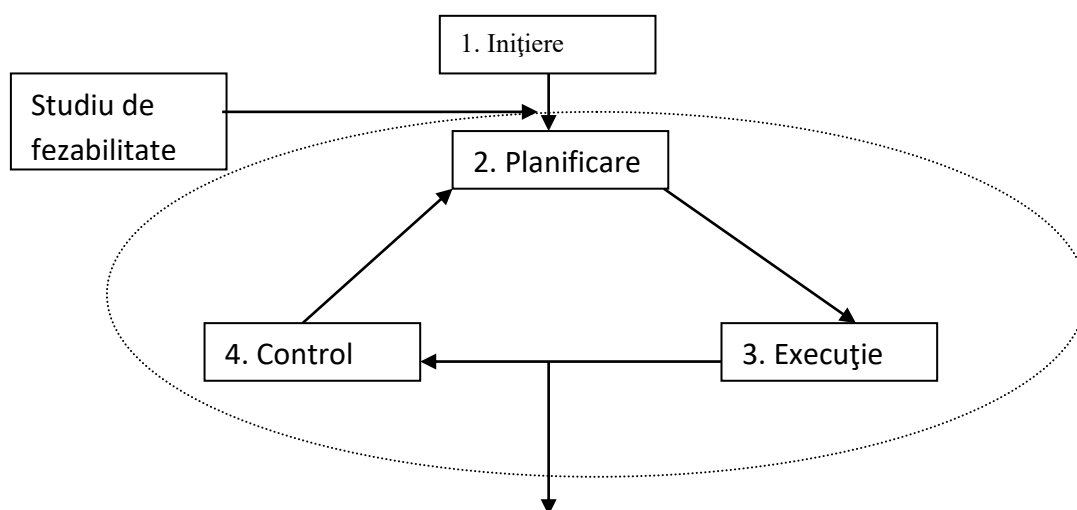 1. Iniţiere
Studiu de
fezabilitate
2. Planificare
4. Control
3. Execuţie